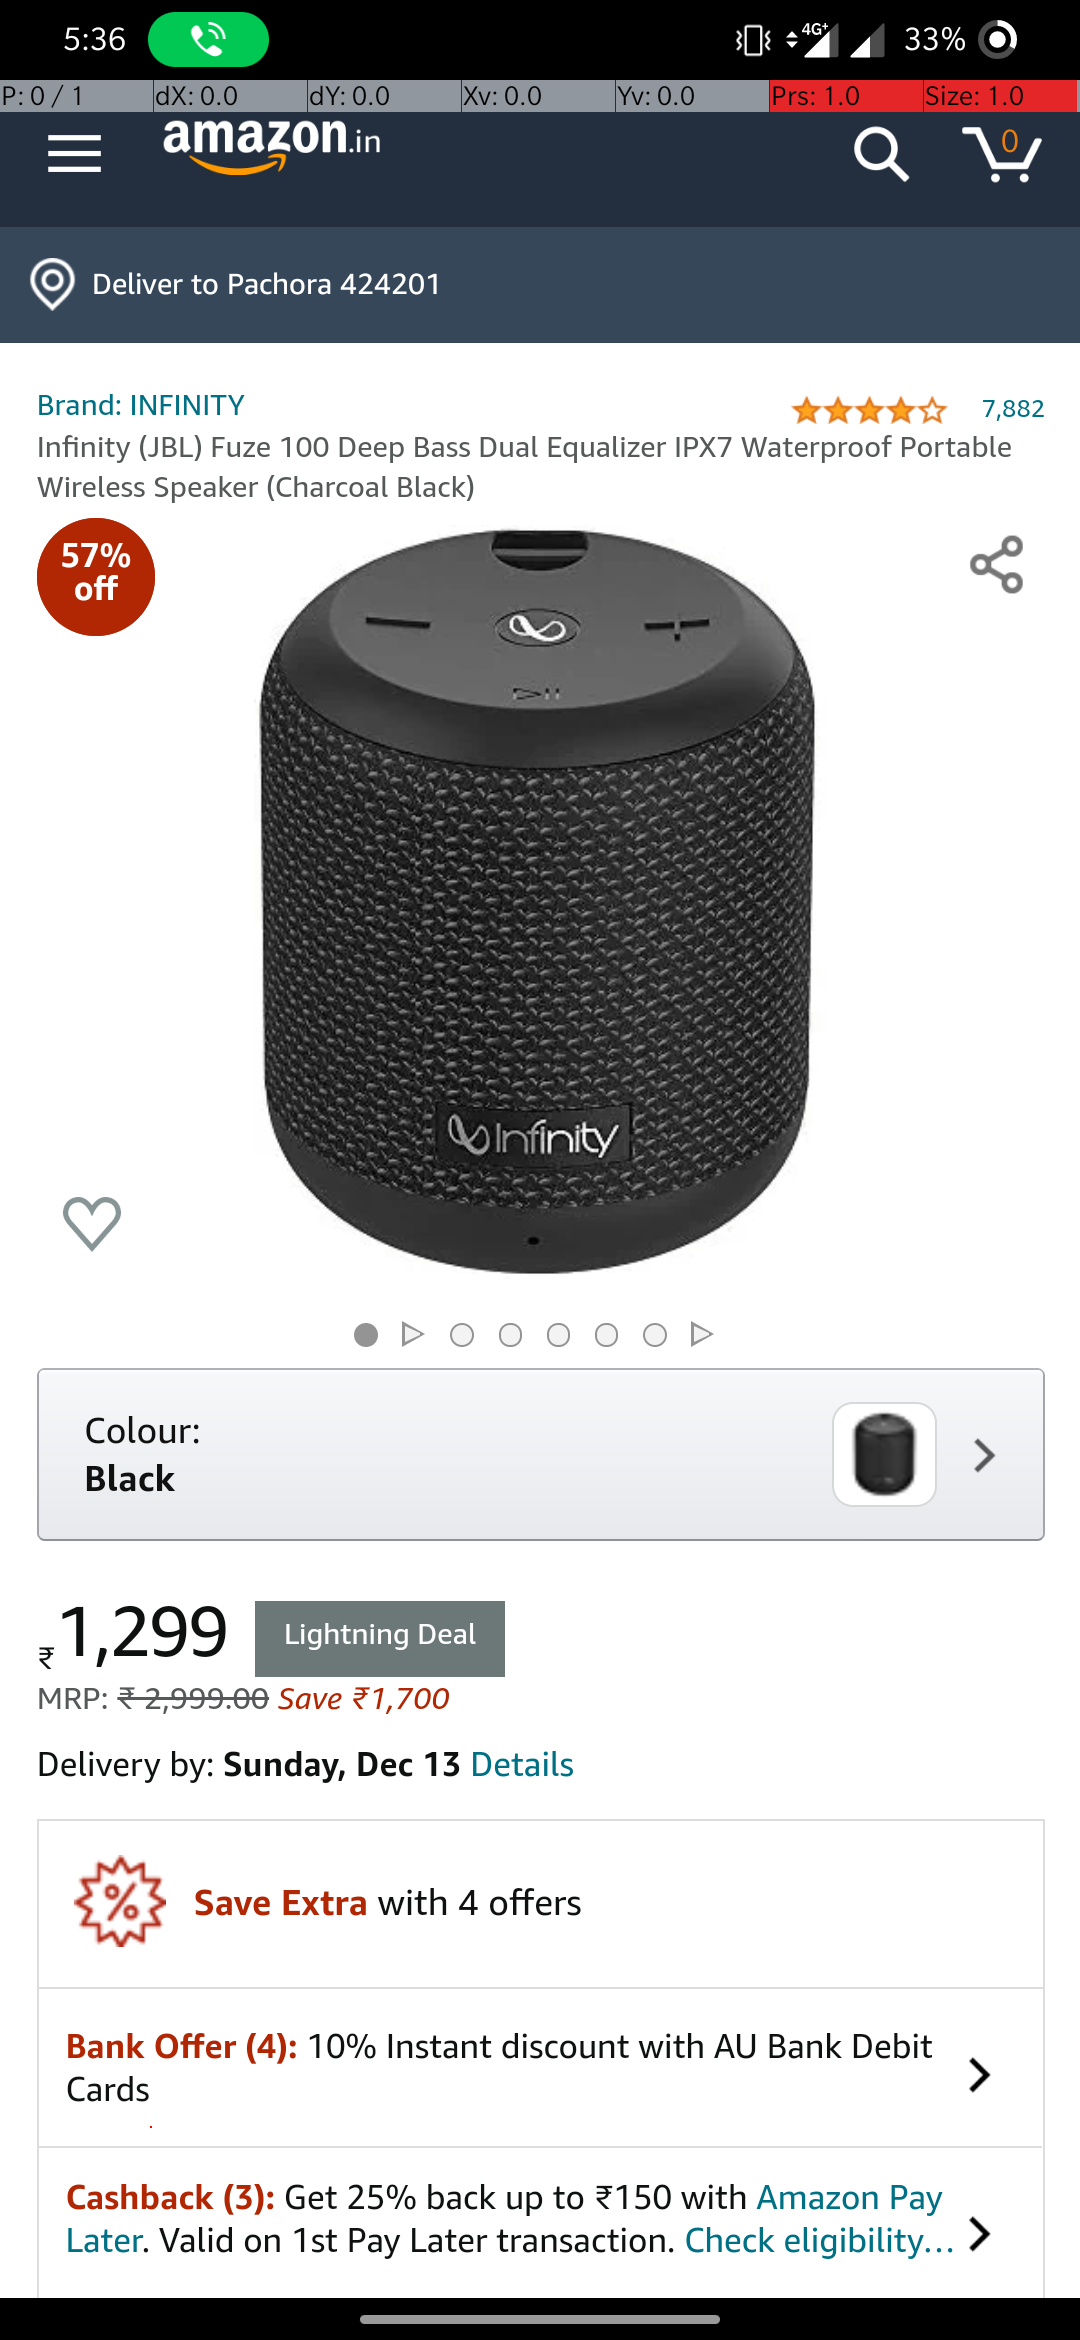 5:36
4G+
33%
P: 0 / 1 dX: 0.0 dY: 0.0 Xv: 0.0 Yv: 0.0 Prs: 1.0 Size: 1.0
amazon.in
0
Deliver to Pachora 424201
Brand: INFINITY
7,882
Infinity (JBL) Fuze 100 Deep Bass Dual Equalizer IPX7 Waterproof Portable
Wireless Speaker (Charcoal Black)
57%
off
Infinity
Colour:
Black
₹1,299
Lightning Deal
MRP: ₹ 2,999.00 Save ₹1,700
Delivery by: Sunday, Dec 13 Details
Save Extra with 4 offers
Bank Offer (4): 10% Instant discount with AU Bank Debit
Cards
Cashback (3): Get 25% back up to ₹150 with Amazon Pay
Later. Valid on 1st Pay Later transaction. Check eligibility...